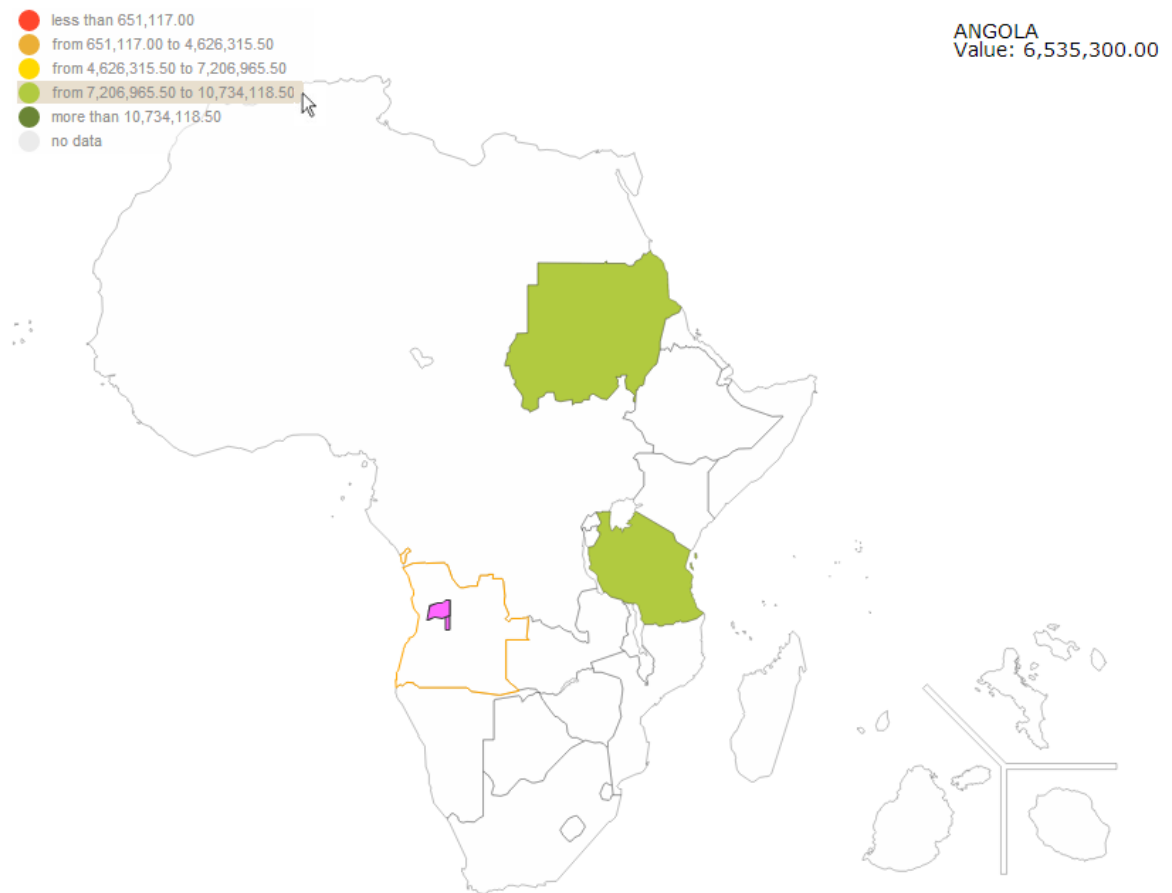 less than 651,117.00
from 651,117.00 to 4,626,315.50
from 4,626,315.50 to 7,206,965.50
from 7,206,965.50 to 10,734,118.50
more than 10,734,118.50
no data
ANGOLA
Value: 6,535,300.00